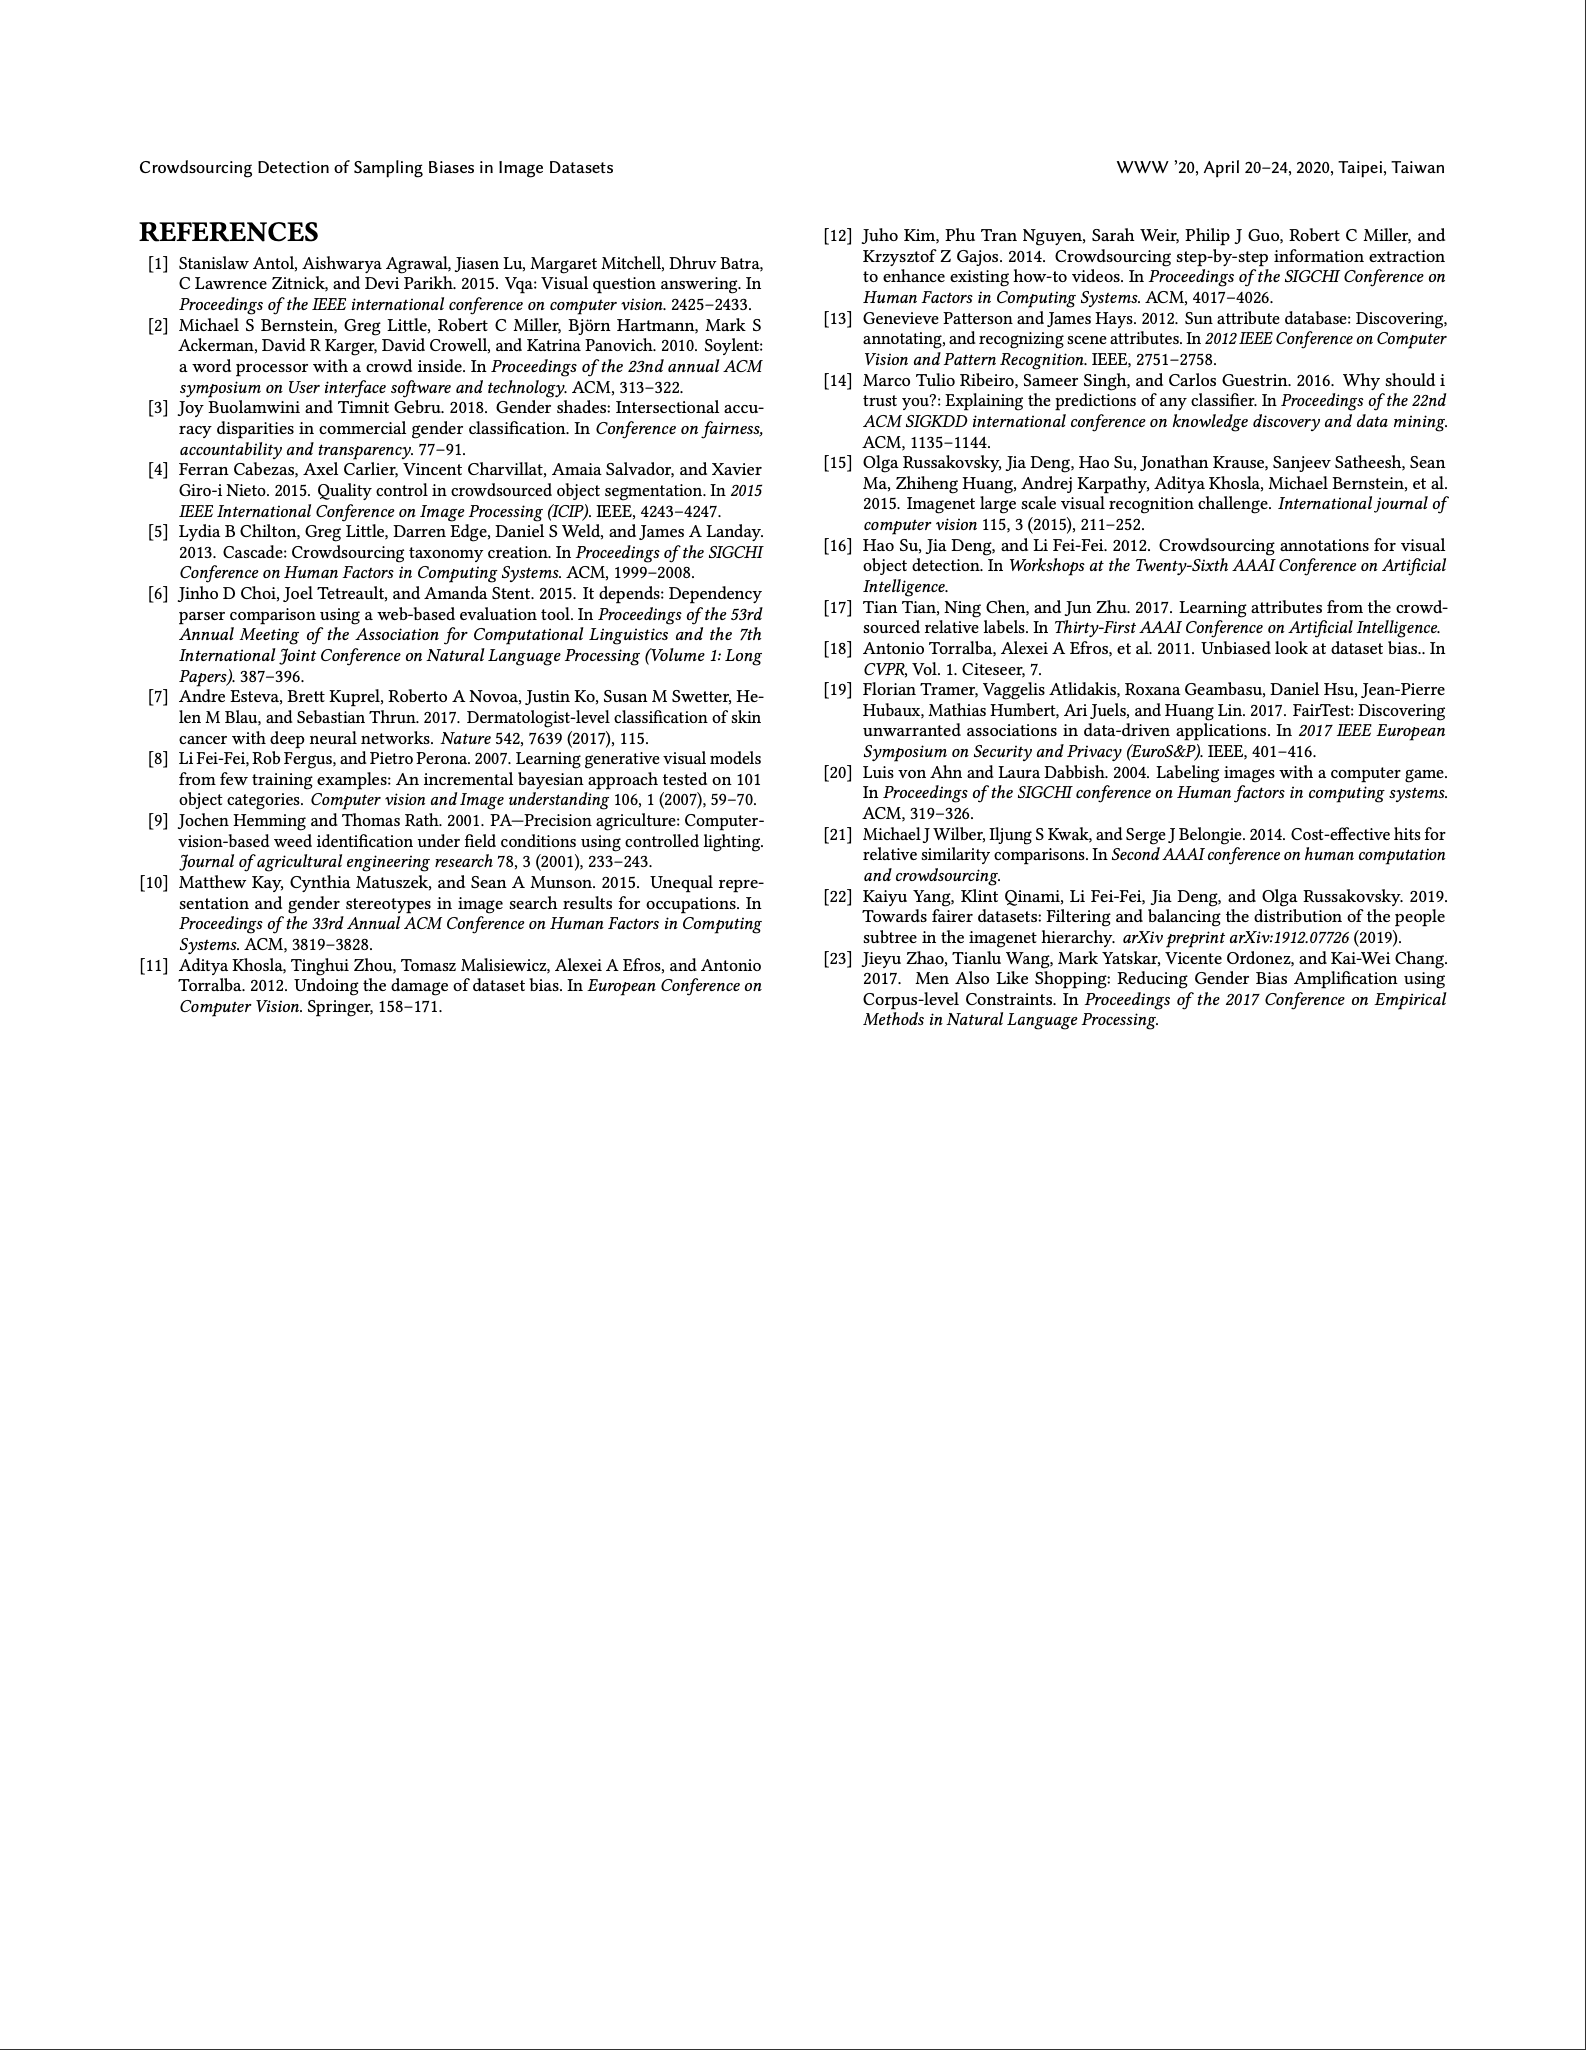 Crowdsourcing Detection of Sampling Biases in Image Datasets
WWW ’20, April 20–24, 2020, Taipei, Taiwan
REFERENCES
[1] Stanislaw Antol, Aishwarya Agrawal, Jiasen Lu, Margaret Mitchell, Dhruv Batra,
C Lawrence Zitnick, and Devi Parikh. 2015. Vqa: Visual question answering. In
Proceedings of the IEEE international conference on computer vision. 2425–2433.
[2] Michael S Bernstein, Greg Little, Robert C Miller, Björn Hartmann, Mark S
Ackerman, David R Karger, David Crowell, and Katrina Panovich. 2010. Soylent:
a word processor with a crowd inside. In Proceedings of the 23nd annual ACM
symposium on User interface software and technology. ACM, 313–322.
[3] Joy Buolamwini and Timnit Gebru. 2018. Gender shades: Intersectional accu-
racy disparities in commercial gender classification. In Conference on fairness,
accountability and transparency. 77–91.
[4] Ferran Cabezas, Axel Carlier, Vincent Charvillat, Amaia Salvador, and Xavier
Giro-i Nieto. 2015. Quality control in crowdsourced object segmentation. In 2015
IEEE International Conference on Image Processing (ICIP). IEEE, 4243–4247.
[5] Lydia B Chilton, Greg Little, Darren Edge, Daniel S Weld, and James A Landay.
2013. Cascade: Crowdsourcing taxonomy creation. In Proceedings of the SIGCHI
Conference on Human Factors in Computing Systems. ACM, 1999–2008.
[6] Jinho D Choi, Joel Tetreault, and Amanda Stent. 2015. It depends: Dependency
parser comparison using a web-based evaluation tool. In Proceedings of the 53rd
Annual Meeting of the Association for Computational Linguistics and the 7th
International Joint Conference on Natural Language Processing (Volume 1: Long
Papers). 387–396.
[7] Andre Esteva, Brett Kuprel, Roberto A Novoa, Justin Ko, Susan M Swetter, He-
len M Blau, and Sebastian Thrun. 2017. Dermatologist-level classification of skin
cancer with deep neural networks. Nature 542, 7639 (2017), 115.
[8] Li Fei-Fei, Rob Fergus, and Pietro Perona. 2007. Learning generative visual models
from few training examples: An incremental bayesian approach tested on 101
object categories. Computer vision and Image understanding 106, 1 (2007), 59–70.
[9] Jochen Hemming and Thomas Rath. 2001. PA—Precision agriculture: Computer-
vision-based weed identification under field conditions using controlled lighting.
Journal of agricultural engineering research 78, 3 (2001), 233–243.
[10] Matthew Kay, Cynthia Matuszek, and Sean A Munson. 2015. Unequal repre-
sentation and gender stereotypes in image search results for occupations. In
Proceedings of the 33rd Annual ACM Conference on Human Factors in Computing
Systems. ACM, 3819–3828.
[11] Aditya Khosla, Tinghui Zhou, Tomasz Malisiewicz, Alexei A Efros, and Antonio
Torralba. 2012. Undoing the damage of dataset bias. In European Conference on
Computer Vision. Springer, 158–171.
[12] Juho Kim, Phu Tran Nguyen, Sarah Weir, Philip J Guo, Robert C Miller, and
Krzysztof Z Gajos. 2014. Crowdsourcing step-by-step information extraction
to enhance existing how-to videos. In Proceedings of the SIGCHI Conference on
Human Factors in Computing Systems. ACM, 4017–4026.
[13] Genevieve Patterson and James Hays. 2012. Sun attribute database: Discovering,
annotating, and recognizing scene attributes. In 2012 IEEE Conference on Computer
Vision and Pattern Recognition. IEEE, 2751–2758.
[14] Marco Tulio Ribeiro, Sameer Singh, and Carlos Guestrin. 2016. Why should i
trust you?: Explaining the predictions of any classifier. In Proceedings of the 22nd
ACM SIGKDD international conference on knowledge discovery and data mining.
ACM, 1135–1144.
[15] Olga Russakovsky, Jia Deng, Hao Su, Jonathan Krause, Sanjeev Satheesh, Sean
Ma, Zhiheng Huang, Andrej Karpathy, Aditya Khosla, Michael Bernstein, et al.
2015. Imagenet large scale visual recognition challenge. International journal of
computer vision 115, 3 (2015), 211–252.
[16] Hao Su, Jia Deng, and Li Fei-Fei. 2012. Crowdsourcing annotations for visual
object detection. In Workshops at the Twenty-Sixth AAAI Conference on Artificial
Intelligence.
[17] Tian Tian, Ning Chen, and Jun Zhu. 2017. Learning attributes from the crowd-
sourced relative labels. In Thirty-First AAAI Conference on Artificial Intelligence.
[18] Antonio Torralba, Alexei A Efros, et al. 2011. Unbiased look at dataset bias.. In
CVPR, Vol. 1. Citeseer, 7.
[19] Florian Tramer, Vaggelis Atlidakis, Roxana Geambasu, Daniel Hsu, Jean-Pierre
Hubaux, Mathias Humbert, Ari Juels, and Huang Lin. 2017. FairTest: Discovering
unwarranted associations in data-driven applications. In 2017 IEEE European
Symposium on Security and Privacy (EuroS&P). IEEE, 401–416.
[20] Luis von Ahn and Laura Dabbish. 2004. Labeling images with a computer game.
In Proceedings of the SIGCHI conference on Human factors in computing systems.
ACM, 319–326.
[21] Michael J Wilber, Iljung S Kwak, and Serge J Belongie. 2014. Cost-effective hits for
relative similarity comparisons. In Second AAAI conference on human computation
and crowdsourcing.
[22] Kaiyu Yang, Klint Qinami, Li Fei-Fei, Jia Deng, and Olga Russakovsky. 2019.
Towards fairer datasets: Filtering and balancing the distribution of the people
subtree in the imagenet hierarchy. arXiv preprint arXiv:1912.07726 (2019).
[23] Jieyu Zhao, Tianlu Wang, Mark Yatskar, Vicente Ordonez, and Kai-Wei Chang.
2017. Men Also Like Shopping: Reducing Gender Bias Amplification using
Corpus-level Constraints. In Proceedings of the 2017 Conference on Empirical
Methods in Natural Language Processing.